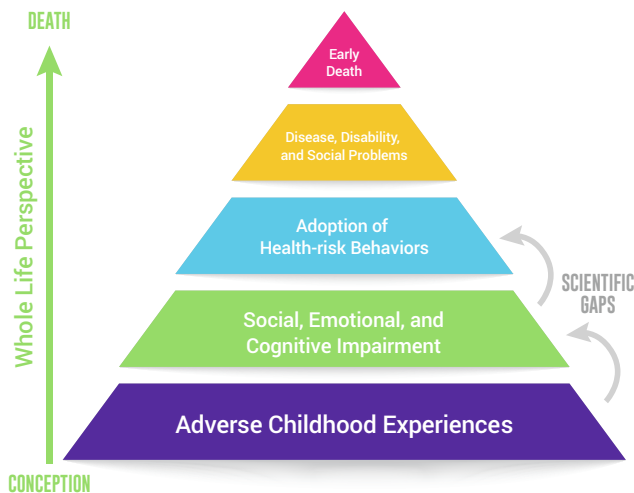 DEATH
Early
Death
Disease, Disability,
and Social Problems
Whole Life Perspective
Adoption of
Health-risk Behaviors
SCIENTIFIC
GAPS
Social, Emotional, and
Cognitive Impairment
Adverse Childhood Experiences
CONCEPTION